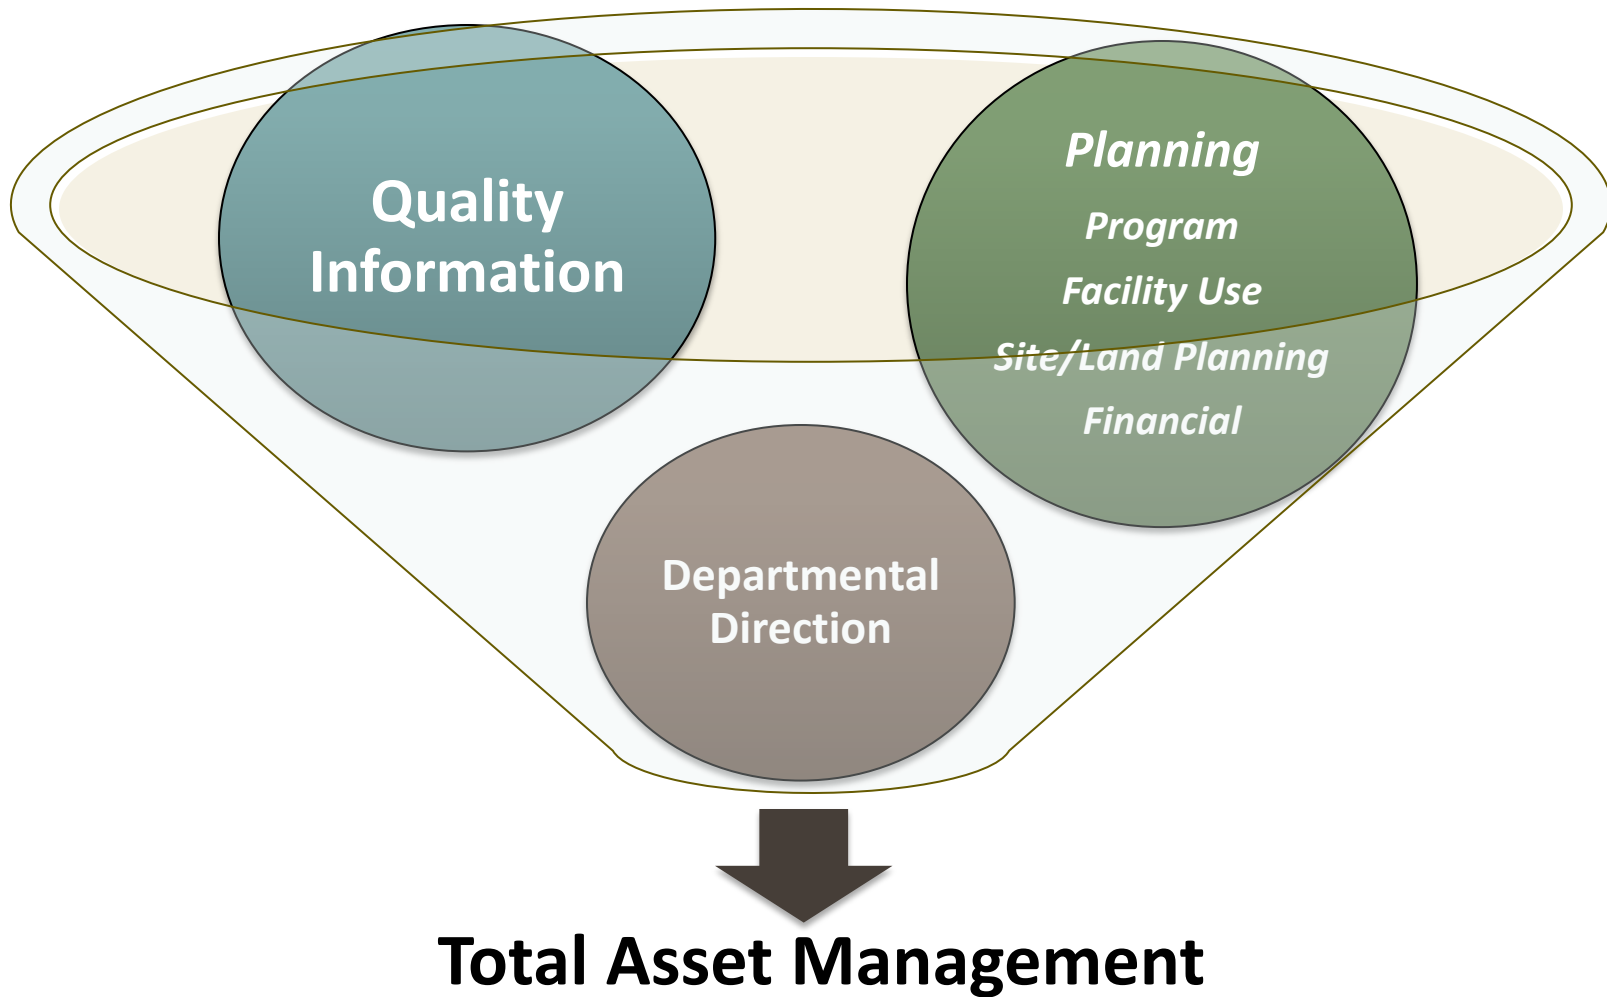 Quality
Information
Planning
Program
Facility Use
Site/Land Planning
Financial
Departmental
Direction
Total Asset Management